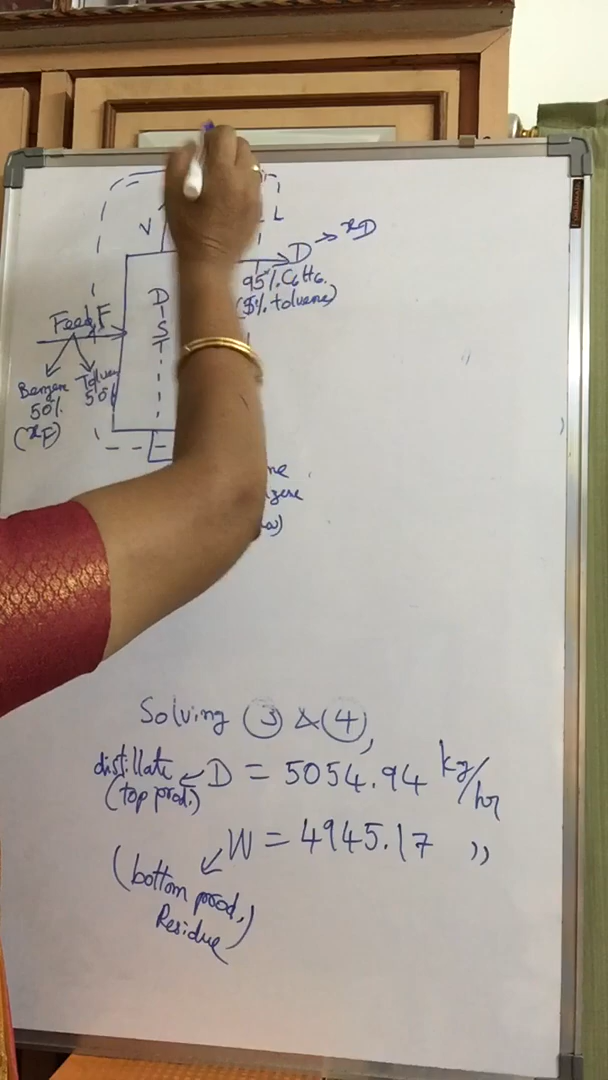 V
L
D → xD
95% C6H6.
(5% toluene)
Feed, F
DIST
Benzene
50%
(xF)
50%
Solving (3) & (4),
distillate ← D = 5054.94 kg/hr
(top prod.)
W = 4945.17 ,,
(bottom prod,
Residue)